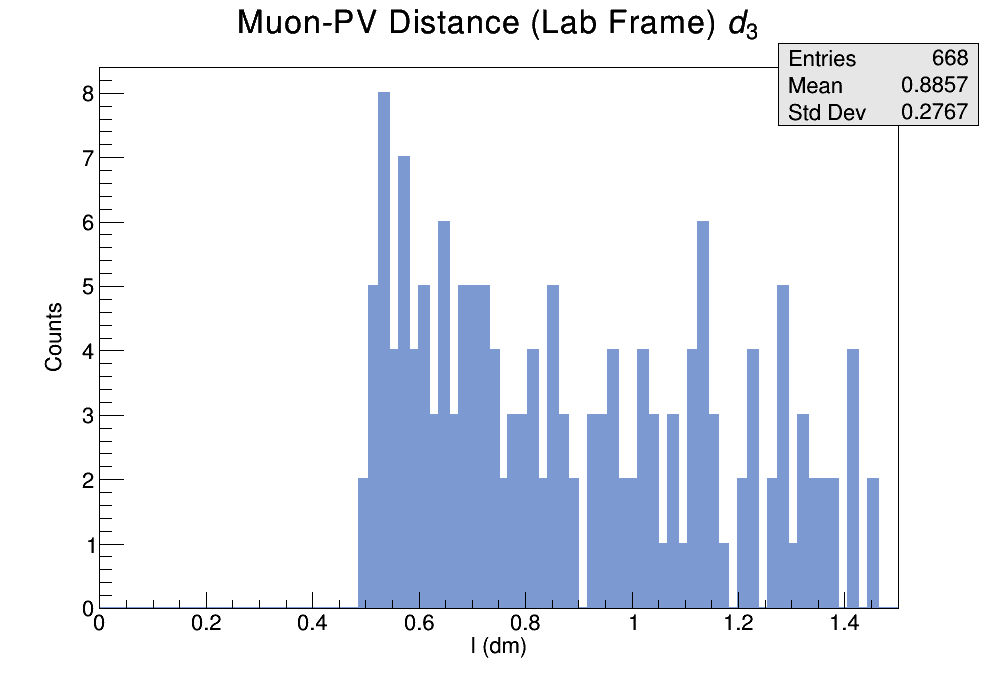 Muon-PV Distance (Lab Frame) d₃
Entries 668
Mean 0.8857
Std Dev 0.2767
8
7
6
5
4
3
2
1
0
Counts
0 0.2 0.4 0.6 0.8 1 1.2 1.4
l (dm)